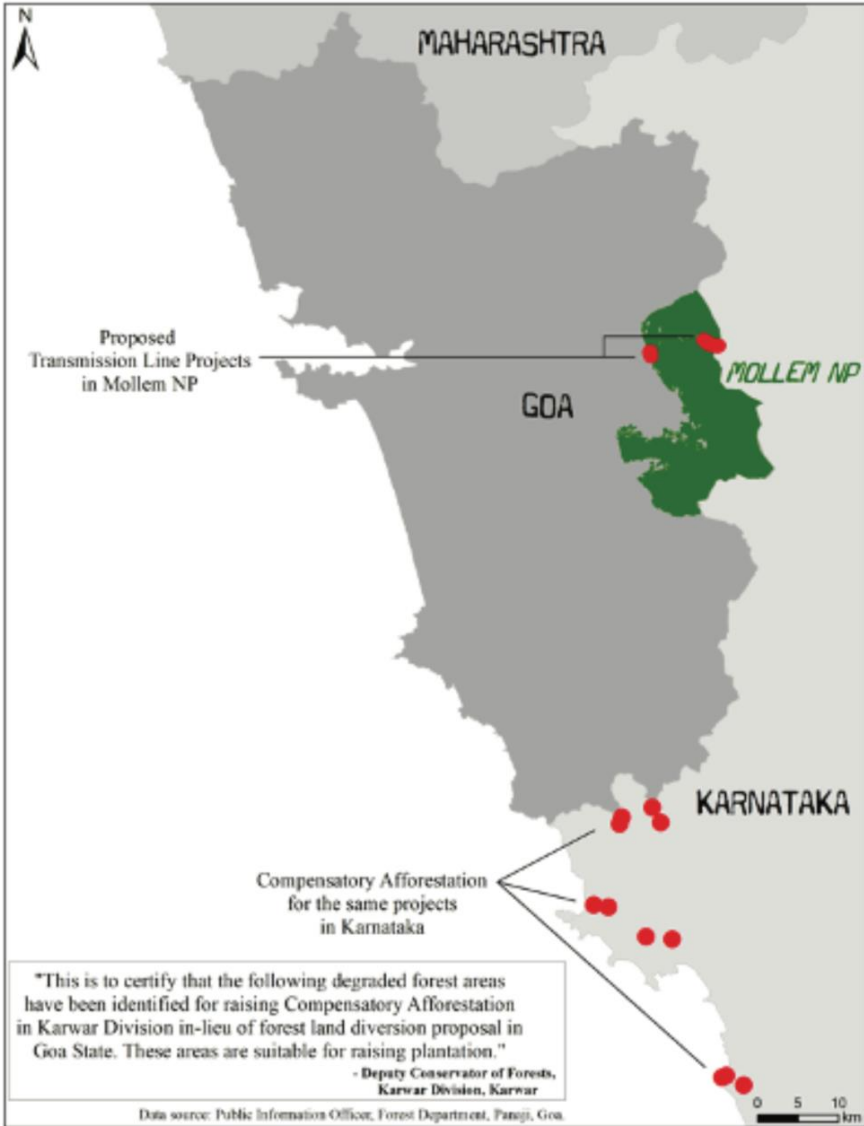 N
MAHARASHTRA
Proposed
Transmission Line Projects
in Mollem NP
MOLLEM NP
GOA
KARNATAKA
Compensatory Afforestation
for the same projects
in Karnataka
"This is to certify that the following degraded forest areas
have been identified for raising Compensatory Afforestation
in Karwar Division in-lieu of forest land diversion proposal in
Goa State. These areas are suitable for raising plantation."
- Deputy Conservator of Forests,
Karwar Division, Karwar
Data source: Public Information Officer, Forest Department, Panaji, Goa.
0 5 10
km